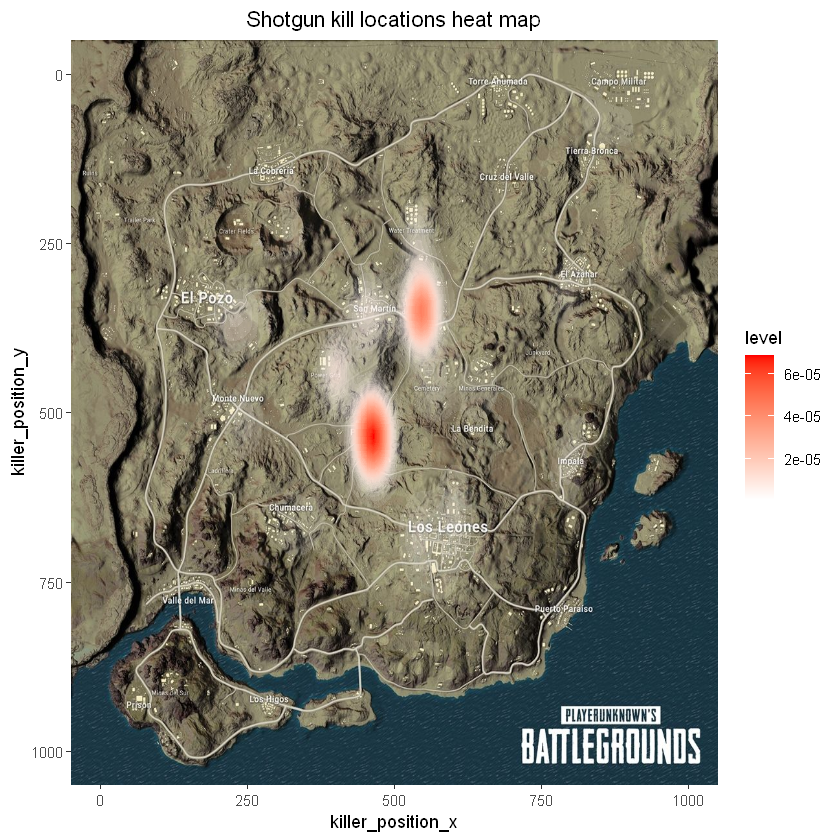 Shotgun kill locations heat map
0
250
500
750
1000
killer_position_y
Torre Ahumada
Campo Militar
Tierra Bronca
La Cobreria
Cruz del Valle
Ruins
Trailer Park
Crater Fields
Water Treatment
El Azahar
El Pozo
San Martin
Junkyard
Power
Cemetery
Minas Generales
Monte Nuevo
La Bendita
Ladrillera
Impala
Chumacera
Los Leones
Minas del Valle
Valle del Mar
Puerto Paraiso
Minas del Sur
Prison
Los Higos
PLAYERUNKNOWN'S
BATTLEGROUNDS
0
250
500
750
1000
killer_position_x
level
6e-05
4e-05
2e-05